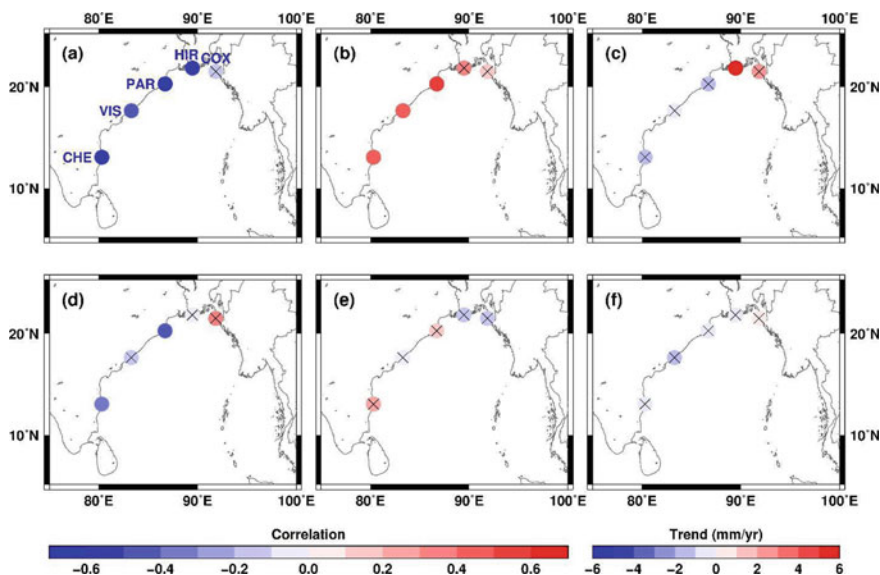 80°E 90°E 100°E 80°E 90°E 100°E 80°E 90°E 100°E
(a) (b) (c)
HIR COX
20°N PAR 20°N
VIS
CHE
10°N 10°N
80°E 90°E 100°E 80°E 90°E 100°E 80°E 90°E 100°E
(d) (e) (f)
20°N 20°N
10°N 10°N
80°E 90°E 100°E 80°E 90°E 100°E 80°E 90°E 100°E
Correlation Trend (mm/yr)
−0.6 −0.4 −0.2 0.0 0.2 0.4 0.6 −6 −4 −2 0 2 4 6